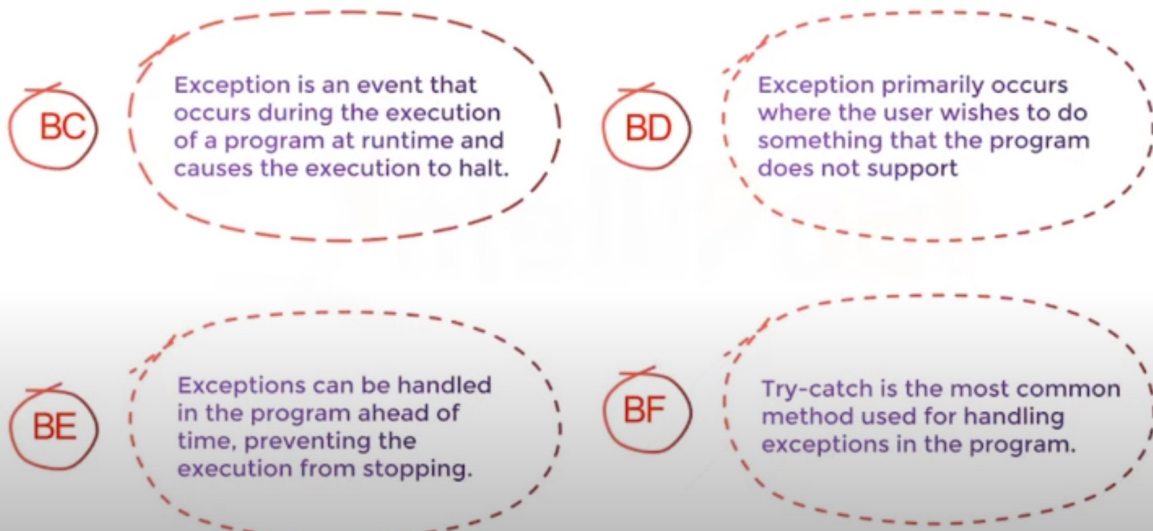 BC
Exception is an event that
occurs during the execution
of a program at runtime and
causes the execution to halt.
BD
Exception primarily occurs
where the user wishes to do
something that the program
does not support
BE
Exceptions can be handled
in the program ahead of
time, preventing the
execution from stopping.
BF
Try-catch is the most common
method used for handling
exceptions in the program.